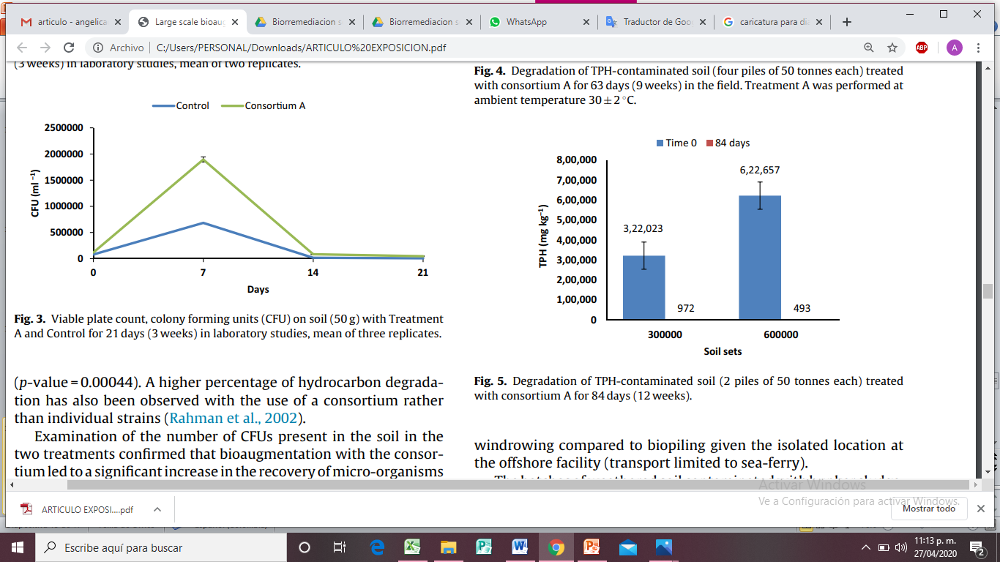 articulo - angelica
Large scale bioaug
Biorremediacion s
Biorremediacion s
WhatsApp
Traductor de Goo
caricatura para di
Archivo | C:/Users/PERSONAL/Downloads/ARTICULO%20EXPOSICION.pdf
ABP
A
(3 weeks) in laboratory studies, mean of two replicates.
Control Consortium A
2500000
2000000
1500000
1000000
500000
0
CFU (ml ⁻¹)
0 7 14 21
Days
Fig. 3. Viable plate count, colony forming units (CFU) on soil (50 g) with Treatment
A and Control for 21 days (3 weeks) in laboratory studies, mean of three replicates.
(p-value = 0.00044). A higher percentage of hydrocarbon degrada-
tion has also been observed with the use of a consortium rather
than individual strains (Rahman et al., 2002).
Examination of the number of CFUs present in the soil in the
two treatments confirmed that bioaugmentation with the consor-
tium led to a significant increase in the recovery of micro-organisms
Fig. 4. Degradation of TPH-contaminated soil (four piles of 50 tonnes each) treated
with consortium A for 63 days (9 weeks) in the field. Treatment A was performed at
ambient temperature 30 ± 2 °C.
Time 0 84 days
8,00,000
7,00,000
6,00,000
5,00,000
4,00,000
3,00,000
2,00,000
1,00,000
0
TPH (mg kg⁻¹)
3,22,023
972
6,22,657
493
300000 600000
Soil sets
Fig. 5. Degradation of TPH-contaminated soil (2 piles of 50 tonnes each) treated
with consortium A for 84 days (12 weeks).
windrowing compared to biopiling given the isolated location at
the offshore facility (transport limited to sea-ferry).
Activar Windows
Ve a Configuración para activar Windows.
ARTICULO EXPOSI....pdf
Mostrar todo
Escribe aquí para buscar
11:13 p. m.
27/04/2020
2